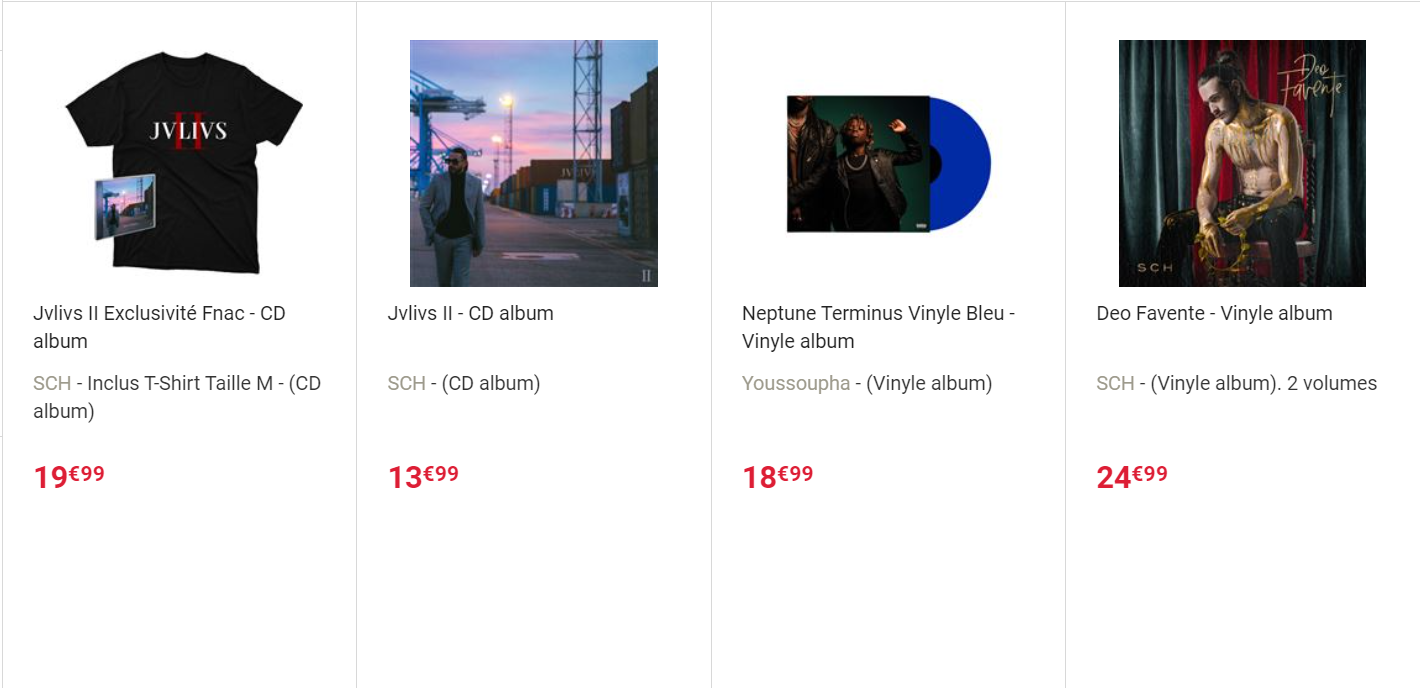 JVLIVS
II
Jvlivs II Exclusivité Fnac - CD
album
SCH - Inclus T-Shirt Taille M - (CD
album)
19€99
JVLIVS
II
Jvlivs II - CD album
SCH - (CD album)
13€99
Neptune Terminus Vinyle Bleu -
Vinyle album
Youssoupha - (Vinyle album)
18€99
Deo
Favente
SCH
Deo Favente - Vinyle album
SCH - (Vinyle album). 2 volumes
24€99